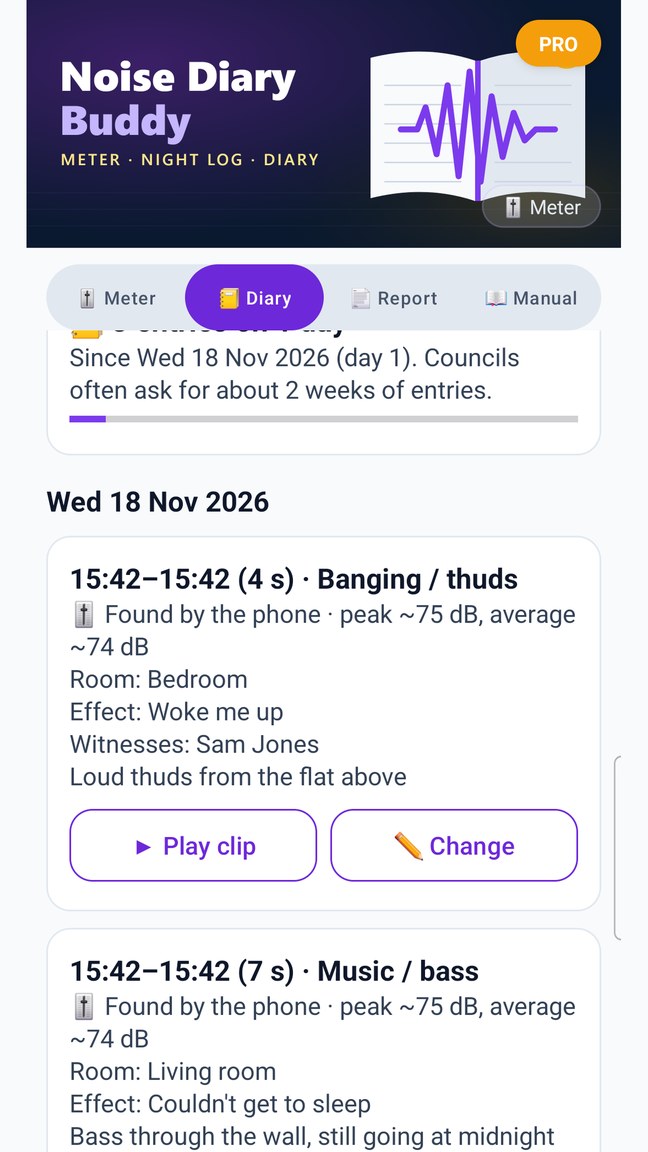 PRO
Noise Diary
Buddy
METER · NIGHT LOG · DIARY
🎚 Meter
🎚 Meter
📒 Diary
📄 Report
📖 Manual
Since Wed 18 Nov 2026 (day 1). Councils
often ask for about 2 weeks of entries.
Wed 18 Nov 2026
15:42–15:42 (4 s) · Banging / thuds
🎚 Found by the phone · peak ~75 dB, average
~74 dB
Room: Bedroom
Effect: Woke me up
Witnesses: Sam Jones
Loud thuds from the flat above
► Play clip
✏️ Change
15:42–15:42 (7 s) · Music / bass
🎚 Found by the phone · peak ~75 dB, average
~74 dB
Room: Living room
Effect: Couldn't get to sleep
Bass through the wall, still going at midnight